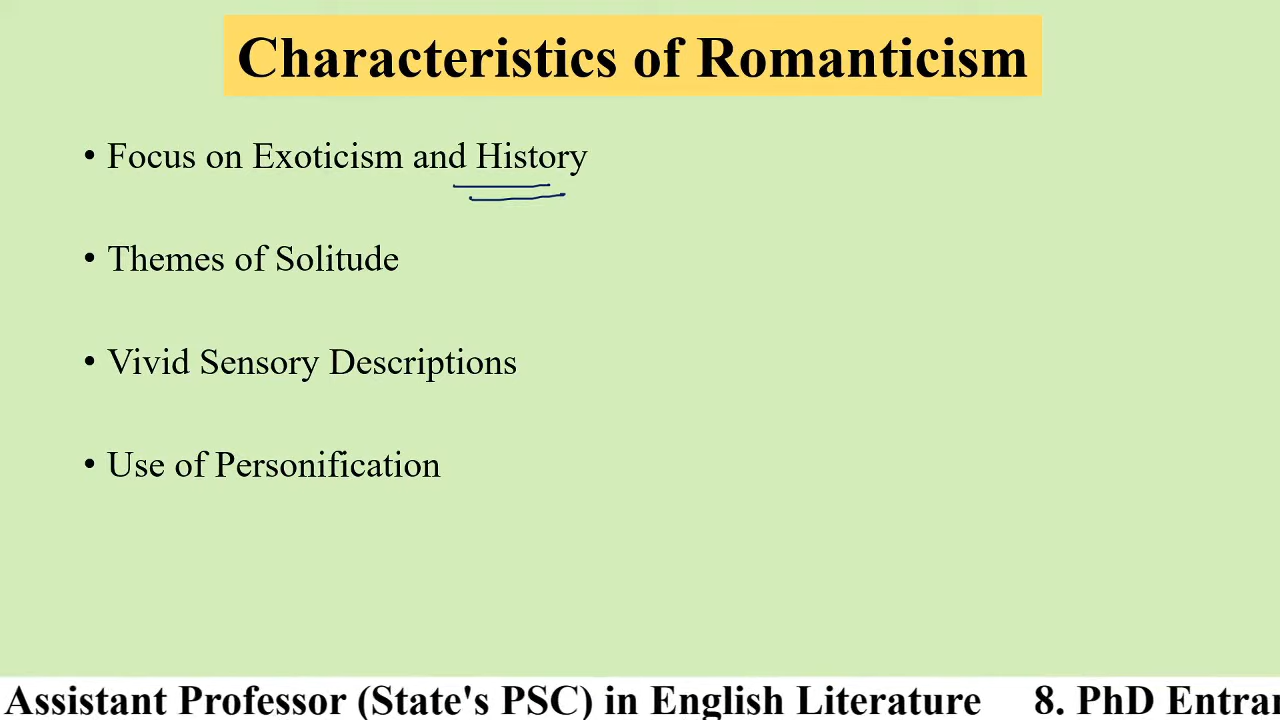 Characteristics of Romanticism
• Focus on Exoticism and History
• Themes of Solitude
• Vivid Sensory Descriptions
• Use of Personification
Assistant Professor (State's PSC) in English Literature 8. PhD Entran